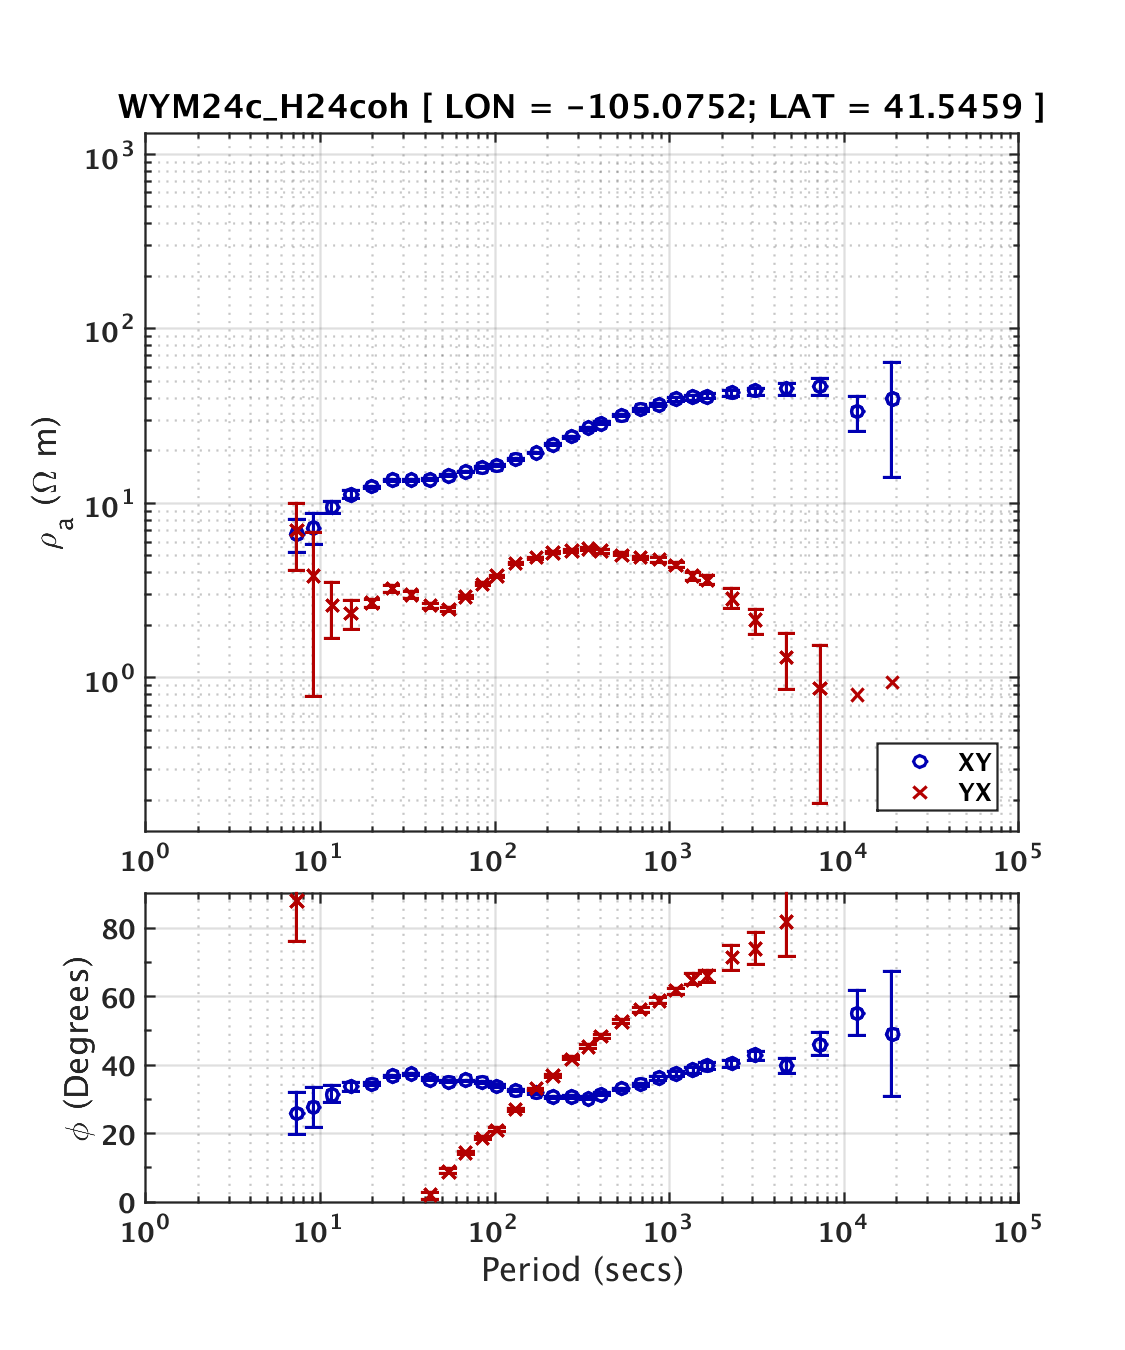 WYM24c_H24coh [ LON = −105.0752; LAT = 41.5459 ]
10³
10²
10¹
10⁰
ρa (Ω m)
XY
YX
10⁰ 10¹ 10² 10³ 10⁴ 10⁵
80
60
40
20
0
ϕ (Degrees)
10⁰ 10¹ 10² 10³ 10⁴ 10⁵
Period (secs)